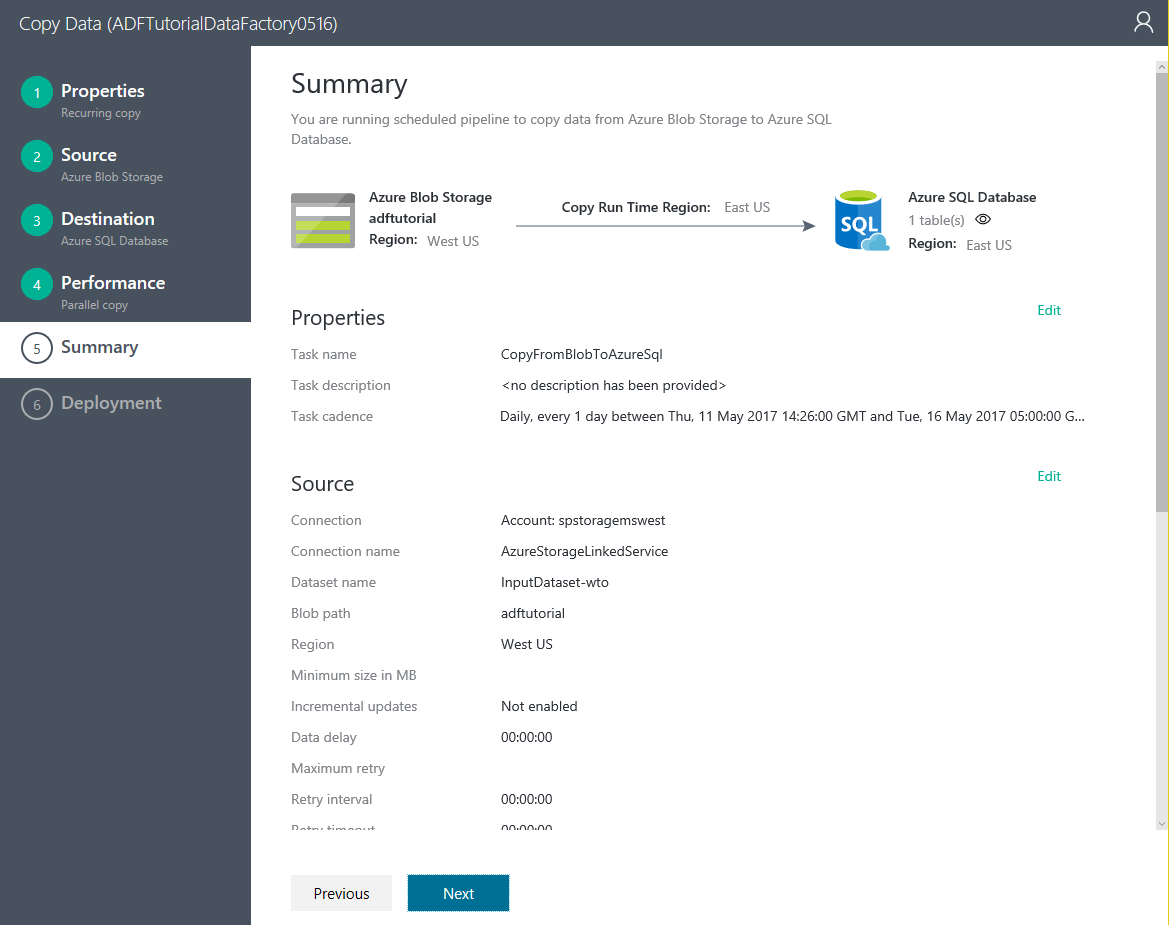 Copy Data (ADFTutorialDataFactory0516)
1 Properties
Recurring copy
2 Source
Azure Blob Storage
3 Destination
Azure SQL Database
4 Performance
Parallel copy
5 Summary
6 Deployment
Summary
You are running scheduled pipeline to copy data from Azure Blob Storage to Azure SQL
Database.
Azure Blob Storage
adftutorial
Region: West US
Copy Run Time Region: East US
SQL
Azure SQL Database
1 table(s)
Region: East US
Properties Edit
Task name CopyFromBlobToAzureSql
Task description <no description has been provided>
Task cadence Daily, every 1 day between Thu, 11 May 2017 14:26:00 GMT and Tue, 16 May 2017 05:00:00 G...
Source Edit
Connection Account: spstoragemswest
Connection name AzureStorageLinkedService
Dataset name InputDataset-wto
Blob path adftutorial
Region West US
Minimum size in MB
Incremental updates Not enabled
Data delay 00:00:00
Maximum retry
Retry interval 00:00:00
Retry timeout 00:00:00
Previous Next